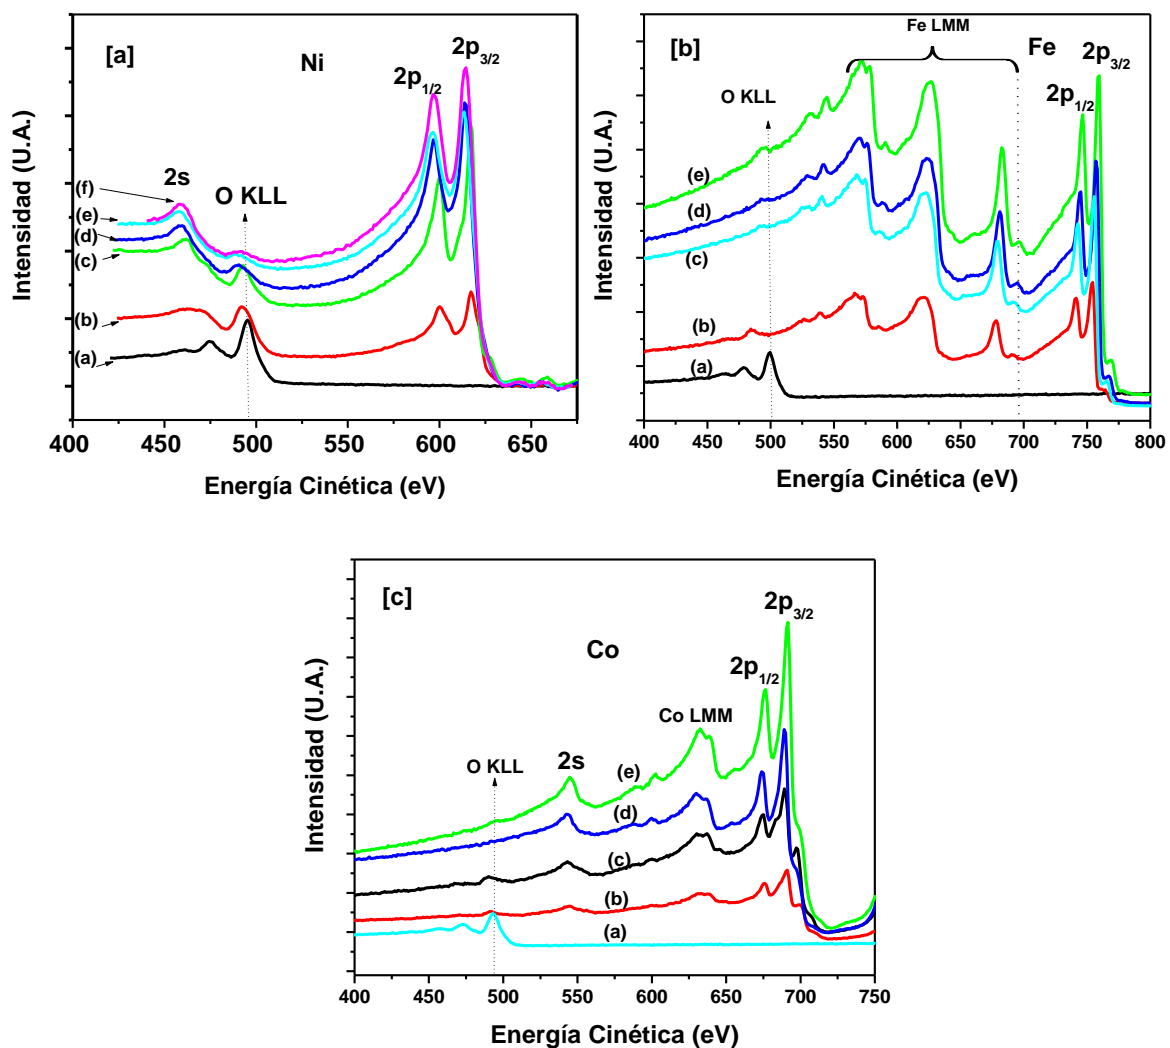 [a]
Ni
2p1/2
2p3/2
2s
O KLL
(f)
(e)
(d)
(c)
(b)
(a)
400 450 500 550 600 650
Energía Cinética (eV)
Intensidad (U.A.)
[b]
Fe LMM
Fe
2p3/2
2p1/2
O KLL
(e)
(d)
(c)
(b)
(a)
400 450 500 550 600 650 700 750 800
Energía Cinética (eV)
Intensidad (U.A.)
[c]
Co
2p3/2
2p1/2
Co LMM
2s
O KLL
(e)
(d)
(c)
(b)
(a)
400 450 500 550 600 650 700 750
Energía Cinética (eV)
Intensidad (U.A.)